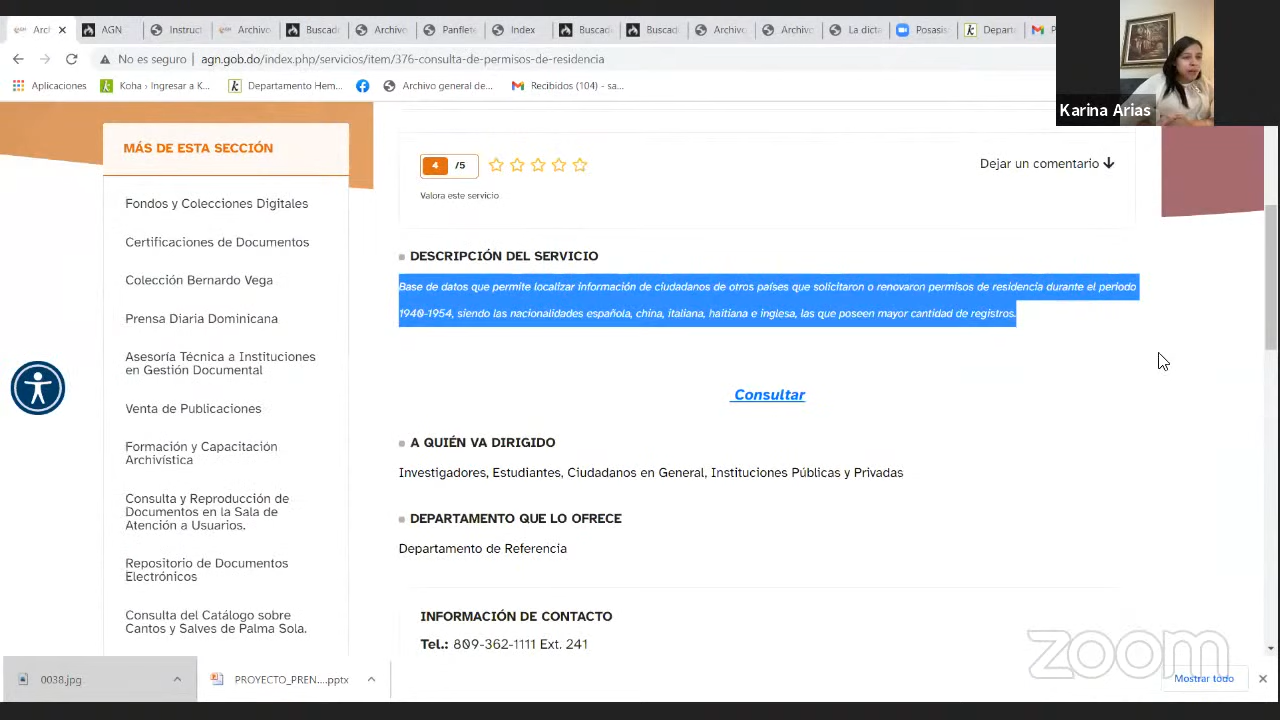 Arc
AGN
Instruct
Archivo
Buscado
Archivo
Panflete
Index
Buscade
Buscad
Archivo
Archivo
La dicta
Posasis
Depart
No es seguro
agn.gob.do/index.php/servicios/item/376-consulta-de-permisos-de-residencia
Aplicaciones
Koha › Ingresar a K...
Departamento Hem...
Archivo general de...
Recibidos (104) - sa...
Karina Arias
MÁS DE ESTA SECCIÓN
Fondos y Colecciones Digitales
Certificaciones de Documentos
Colección Bernardo Vega
Prensa Diaria Dominicana
Asesoría Técnica a Instituciones
en Gestión Documental
Venta de Publicaciones
Formación y Capacitación
Archivística
Consulta y Reproducción de
Documentos en la Sala de
Atención a Usuarios.
Repositorio de Documentos
Electrónicos
Consulta del Catálogo sobre
Cantos y Salves de Palma Sola.
4 /5
Valora este servicio
Dejar un comentario
DESCRIPCIÓN DEL SERVICIO
Base de datos que permite localizar información de ciudadanos de otros países que solicitaron o renovaron permisos de residencia durante el período
1940-1954, siendo las nacionalidades española, china, italiana, haitiana e inglesa, las que poseen mayor cantidad de registros.
Consultar
A QUIÉN VA DIRIGIDO
Investigadores, Estudiantes, Ciudadanos en General, Instituciones Públicas y Privadas
DEPARTAMENTO QUE LO OFRECE
Departamento de Referencia
INFORMACIÓN DE CONTACTO
Tel.: 809-362-1111 Ext. 241
zoom
0038.jpg
PROYECTO_PREN....pptx
Mostrar todo